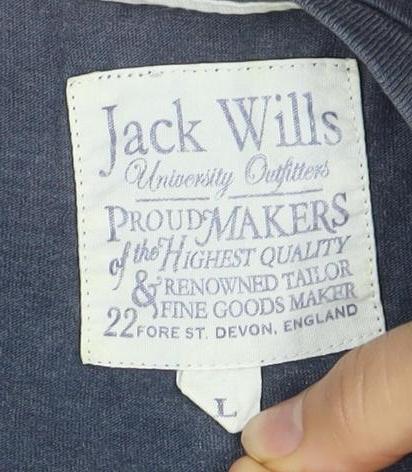 Jack Wills
University Outfitters
PROUD MAKERS
of the HIGHEST QUALITY
& RENOWNED TAILOR
FINE GOODS MAKER
22 FORE ST. DEVON, ENGLAND
L